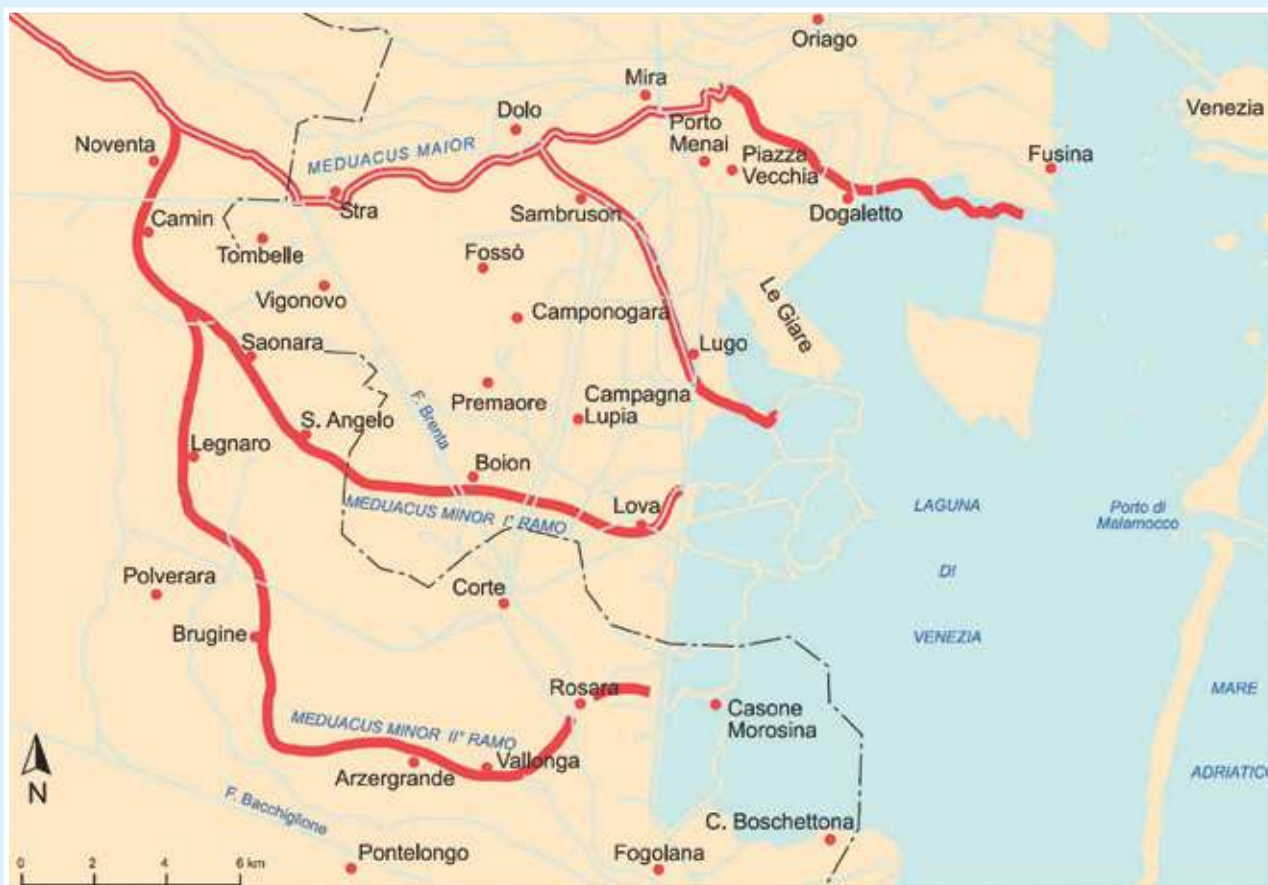 Oriago
Mira
Venezia
Dolo
Noventa
MEDUACUS MAIOR
Porto
Menai
Piazza
Vecchia
Fusina
Stra
Sambruson
Dogaletto
Camin
Tombelle
Fossò
Vigonovo
Le Giare
Camponogara
Saonara
Lugo
Premaore
Campagna
Lupia
F. Brenta
S. Angelo
Legnaro
Boion
MEDUACUS MINOR I° RAMO
Lova
LAGUNA
DI
VENEZIA
Porto di
Malamocco
Polverara
Corte
Brugine
Rosara
MARE
ADRIATICO
Casone
Morosina
MEDUACUS MINOR II° RAMO
Vallonga
Arzergrande
N
F. Bacchiglione
C. Boschettona
Pontelongo
Fogolana
0 2 4 6 km